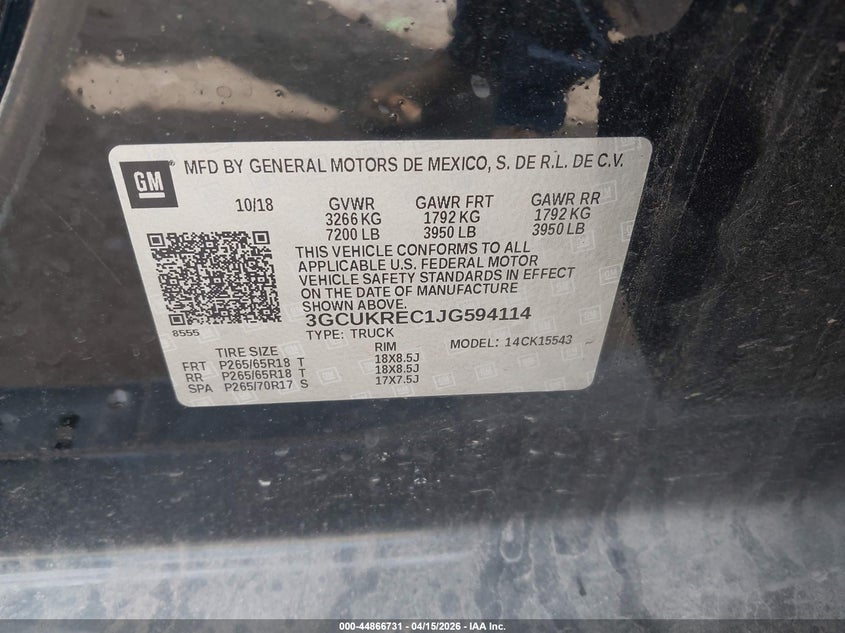 GM
MFD BY GENERAL MOTORS DE MEXICO, S. DE R.L. DE C.V.
10/18 GVWR GAWR FRT GAWR RR
3266 KG 1792 KG 1792 KG
7200 LB 3950 LB 3950 LB
THIS VEHICLE CONFORMS TO ALL
APPLICABLE U.S. FEDERAL MOTOR
VEHICLE SAFETY STANDARDS IN EFFECT
ON THE DATE OF MANUFACTURE
SHOWN ABOVE.
8555
3GCUKREC1JG594114
TYPE: TRUCK MODEL: 14CK15543 ~
TIRE SIZE RIM
FRT P265/65R18 T 18X8.5J
RR P265/65R18 T 18X8.5J
SPA P265/70R17 S 17X7.5J
000-44866731 - 04/15/2026 - IAA Inc.